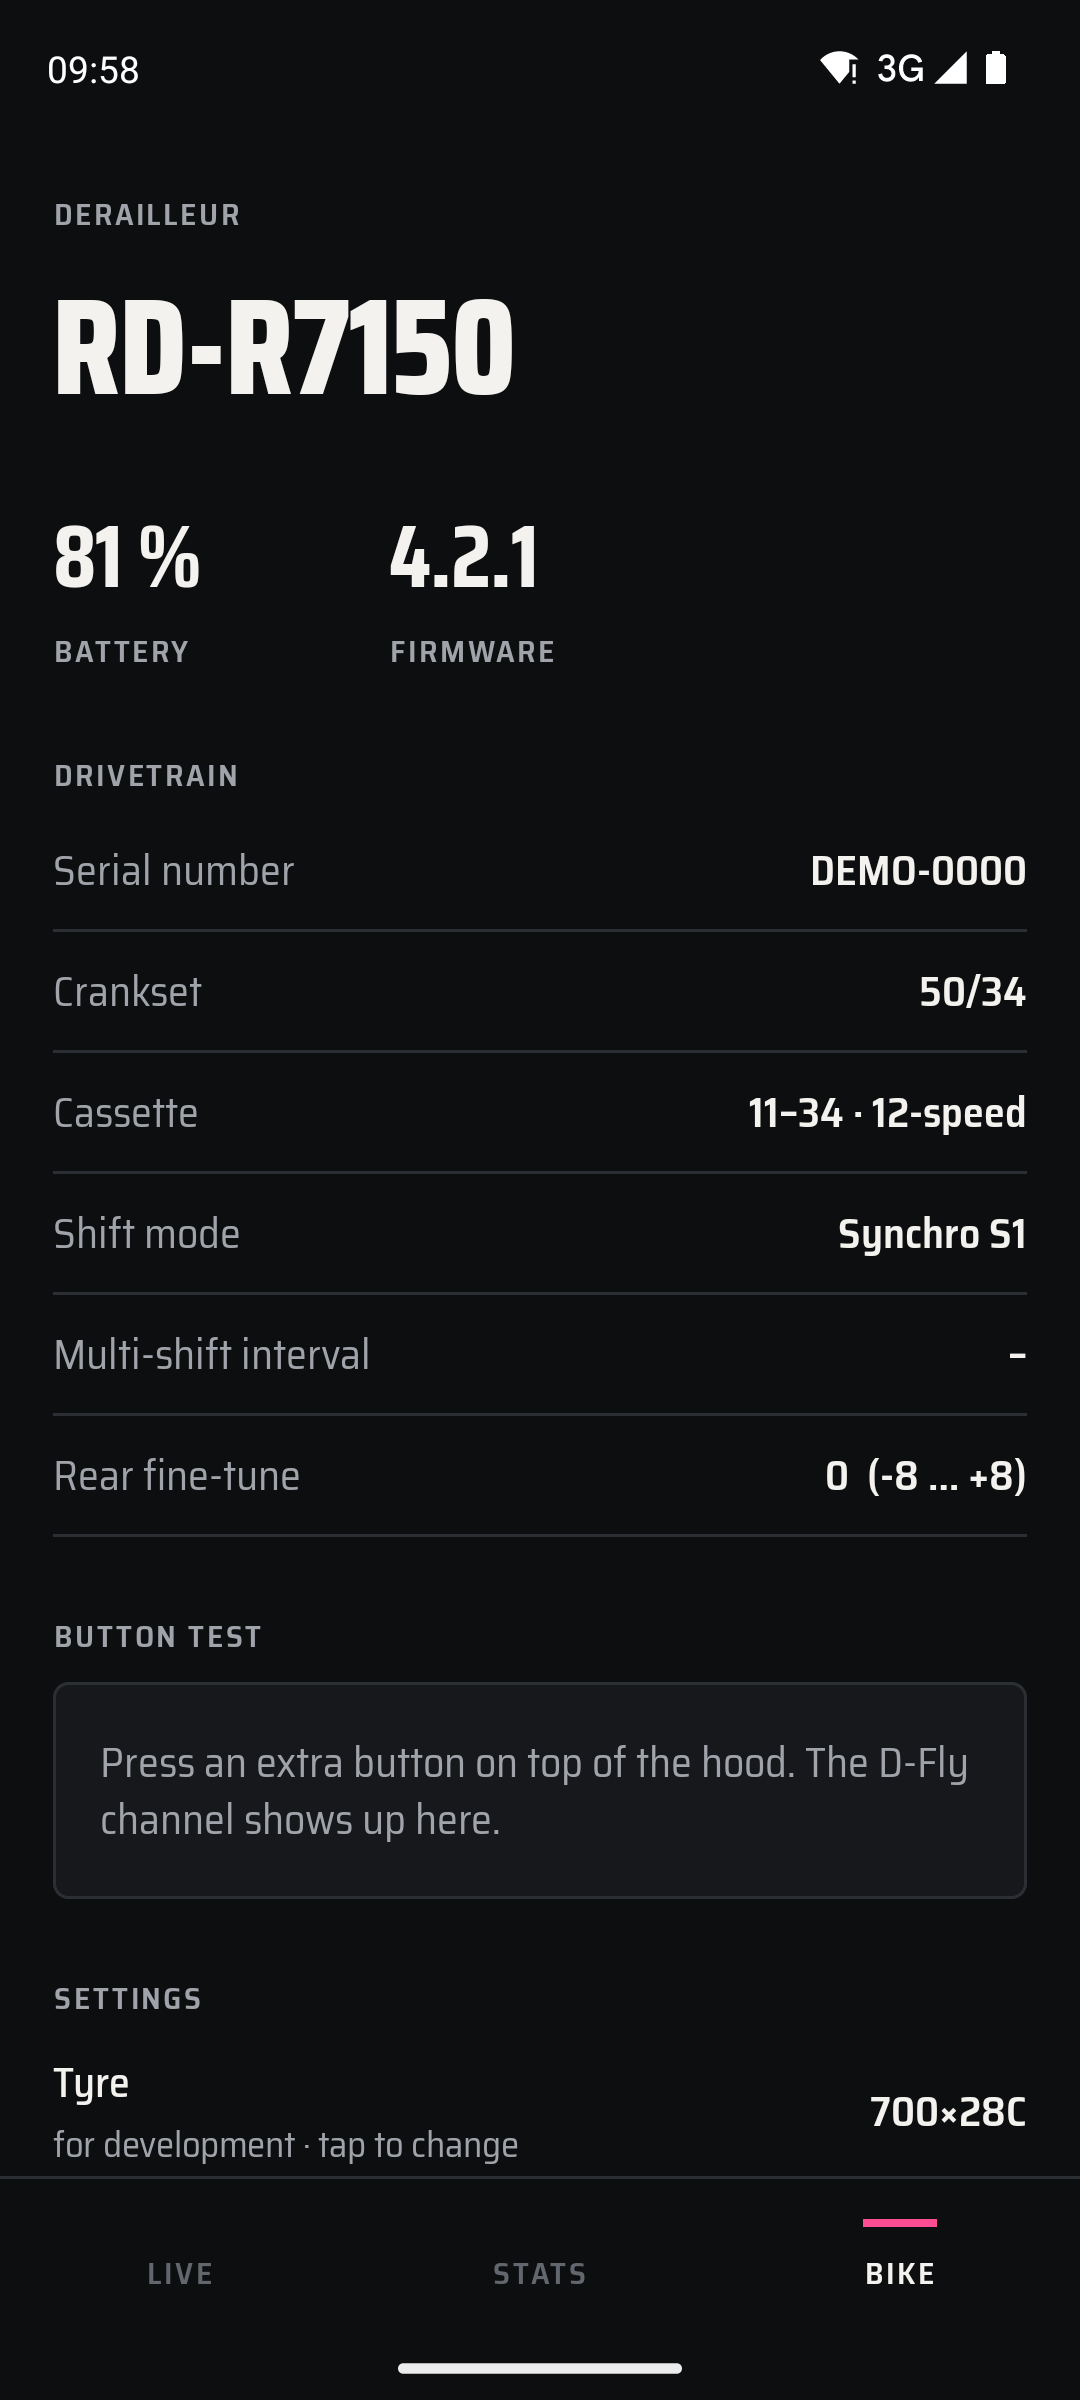 09:58
3G
DERAILLEUR
RD-R7150
81 %
4.2.1
BATTERY
FIRMWARE
DRIVETRAIN
Serial number
DEMO-0000
Crankset
50/34
Cassette
11–34 · 12-speed
Shift mode
Synchro S1
Multi-shift interval
–
Rear fine-tune
0 (-8 … +8)
BUTTON TEST
Press an extra button on top of the hood. The D-Fly
channel shows up here.
SETTINGS
Tyre
700×28C
for development · tap to change
LIVE
STATS
BIKE